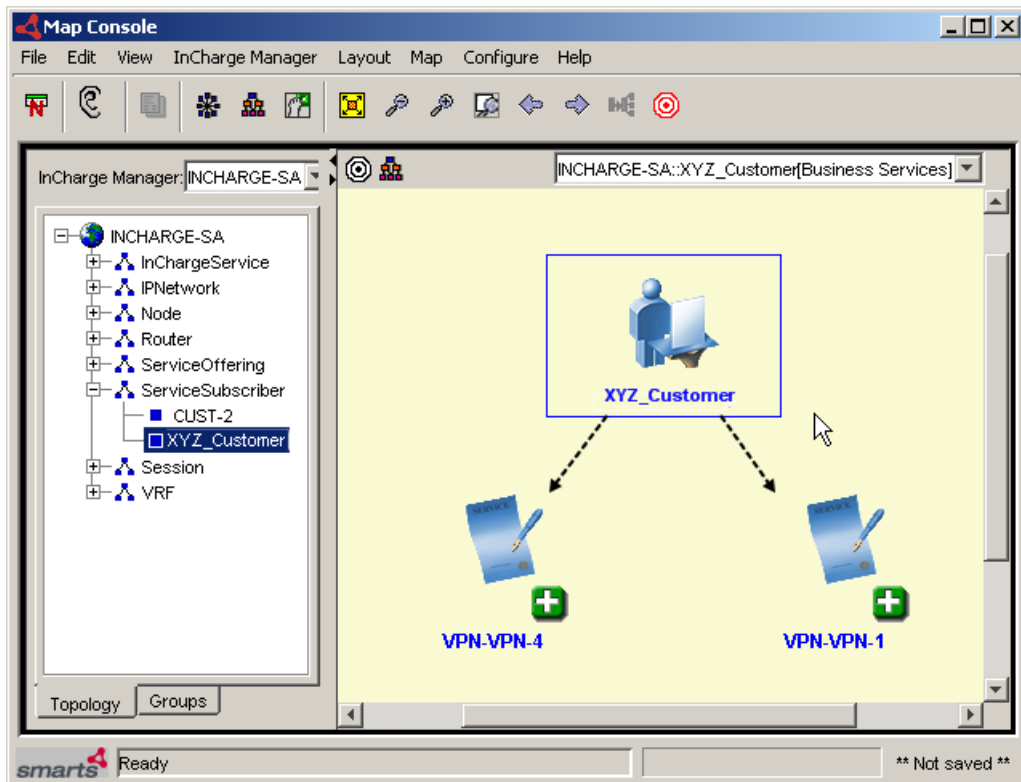 Map Console
File Edit View InCharge Manager Layout Map Configure Help
N
InCharge Manager: INCHARGE-SA
INCHARGE-SA::XYZ_Customer[Business Services]
INCHARGE-SA
InChargeService
IPNetwork
Node
Router
ServiceOffering
ServiceSubscriber
CUST-2
XYZ_Customer
Session
VRF
XYZ_Customer
SERVICE
SERVICE
VPN-VPN-4
VPN-VPN-1
Topology Groups
smarts Ready ** Not saved **